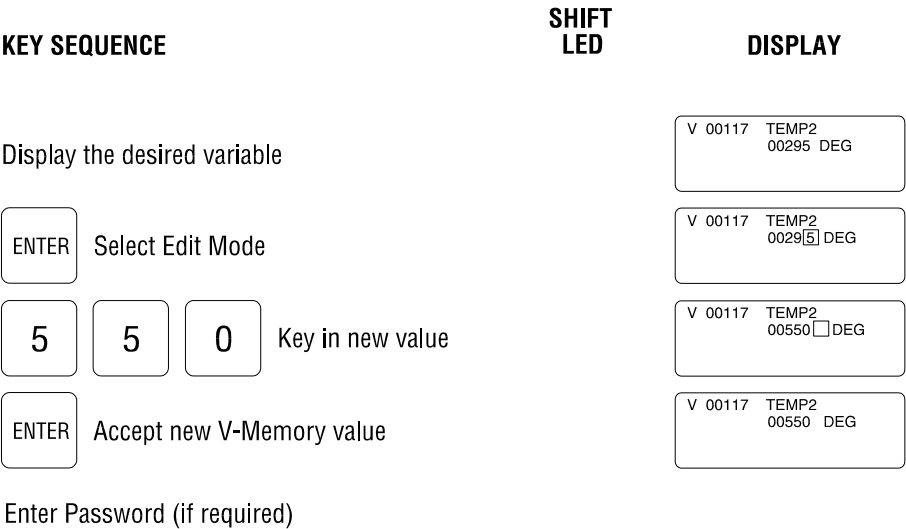 KEY SEQUENCE SHIFT LED DISPLAY
Display the desired variable
V 00117 TEMP2
00295 DEG
ENTER Select Edit Mode
V 00117 TEMP2
00295 DEG
5 5 0 Key in new value
V 00117 TEMP2
00550 DEG
ENTER Accept new V-Memory value
V 00117 TEMP2
00550 DEG
Enter Password (if required)